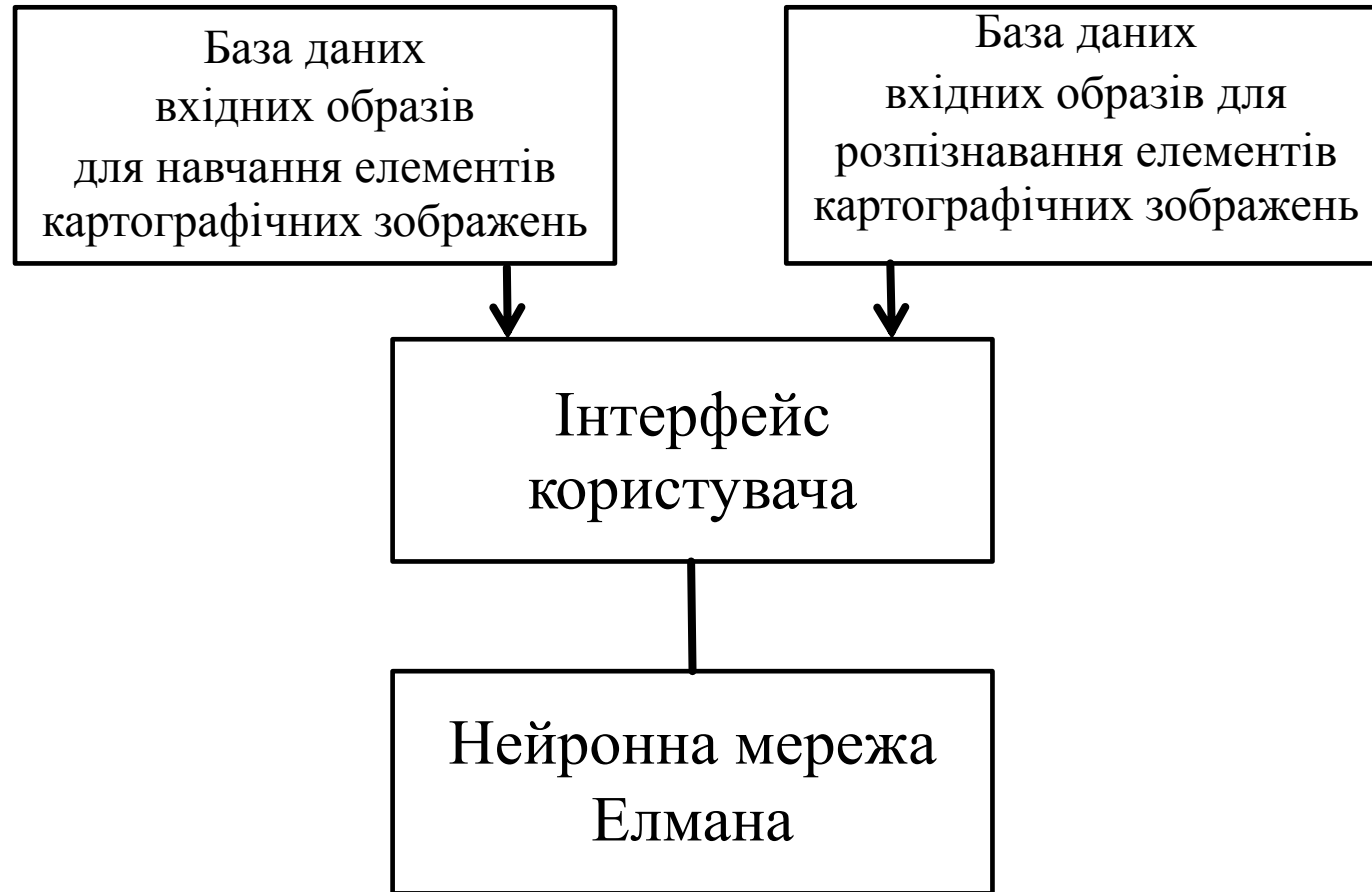 База даних
вхідних образів
для навчання елементів
картографічних зображень
База даних
вхідних образів для
розпізнавання елементів
картографічних зображень
Інтерфейс
користувача
Нейронна мережа
Елмана